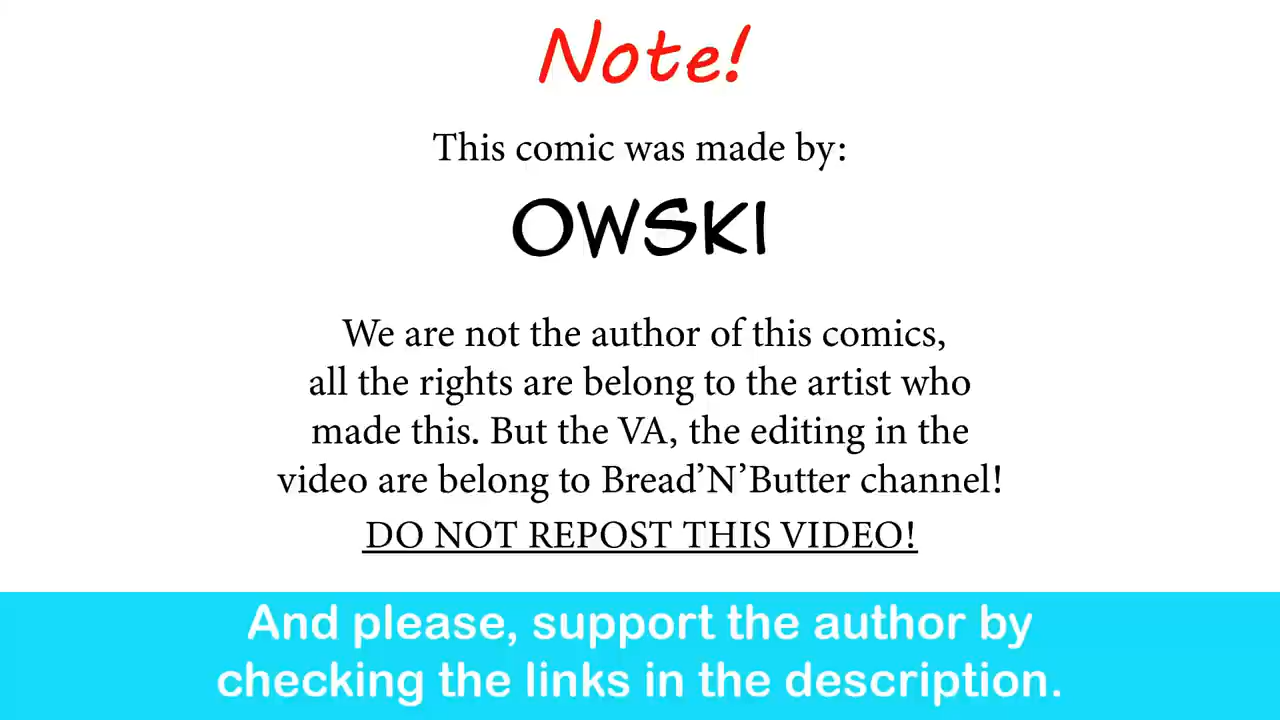 Note!
This comic was made by:
OWSKI
We are not the author of this comics,
all the rights are belong to the artist who
made this. But the VA, the editing in the
video are belong to Bread’N’Butter channel!
DO NOT REPOST THIS VIDEO!
And please, support the author by
checking the links in the description.